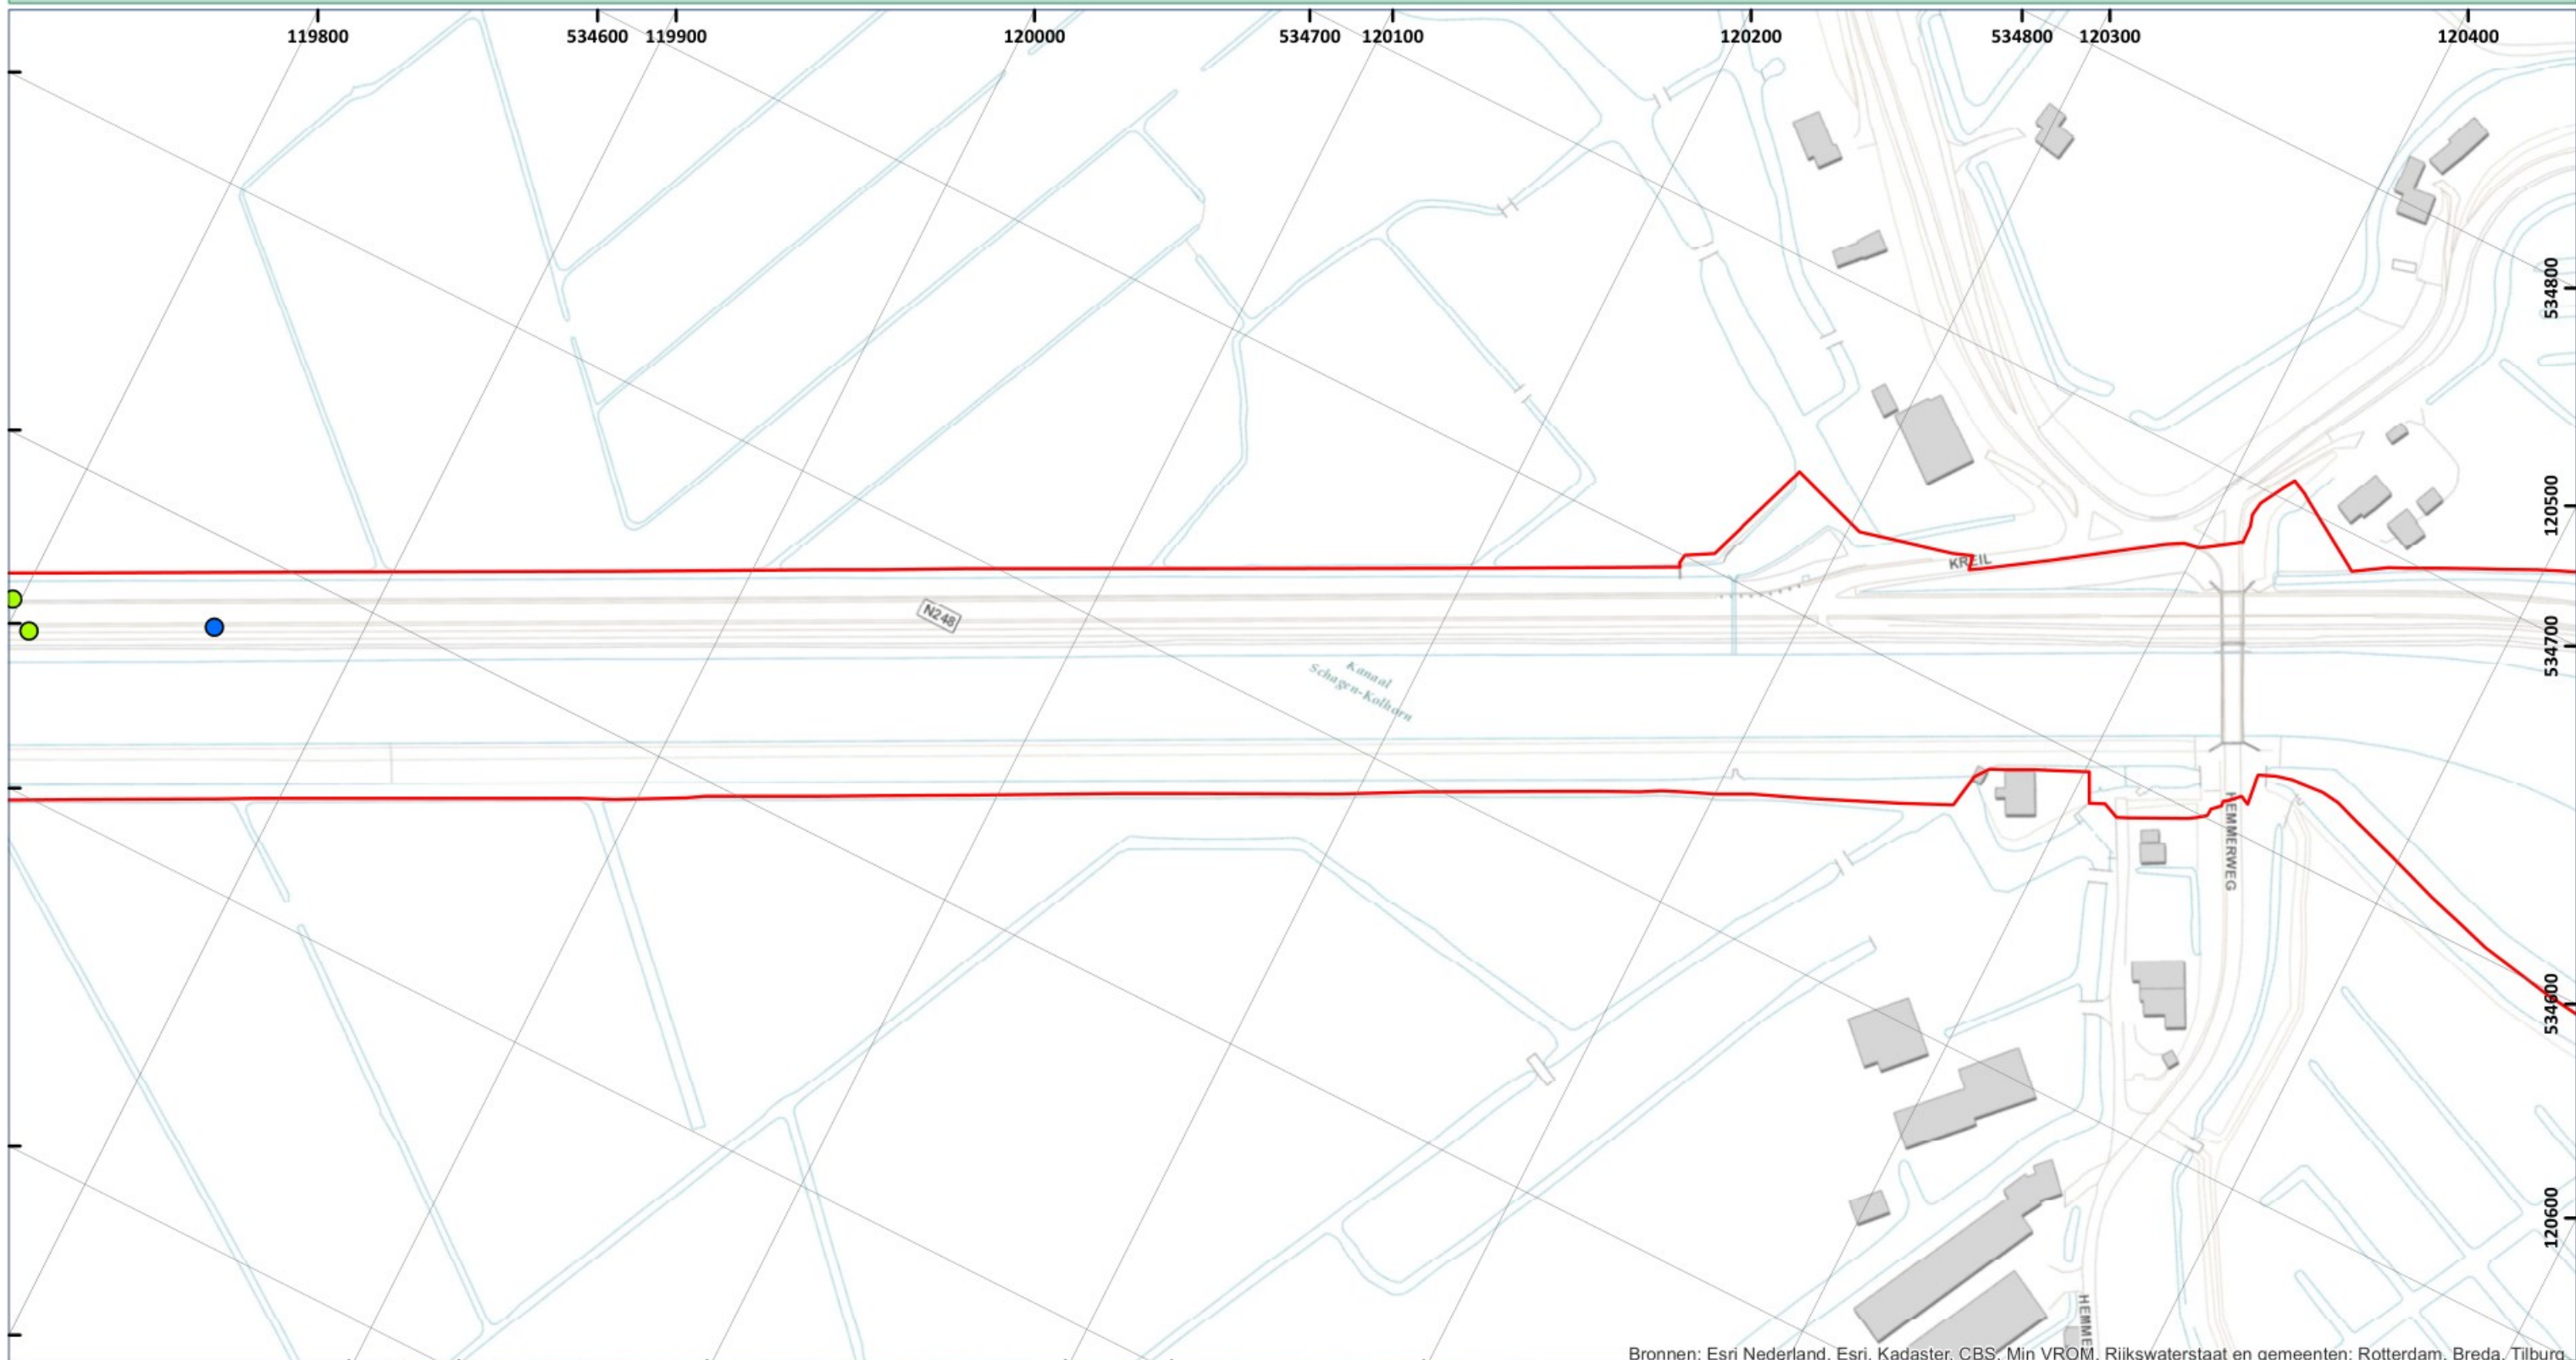 119800
534600
119900
120000
534700
120100
120200
534800
120300
120400
534800
120500
KREIL
N248
534700
Kanaal
Schagen-Kolhorn
HEMMERWEG
534600
120600
HEMME
Bronnen: Esri Nederland, Esri, Kadaster, CBS, Min VROM, Rijkswaterstaat en gemeenten: Rotterdam, Breda, Tilburg,